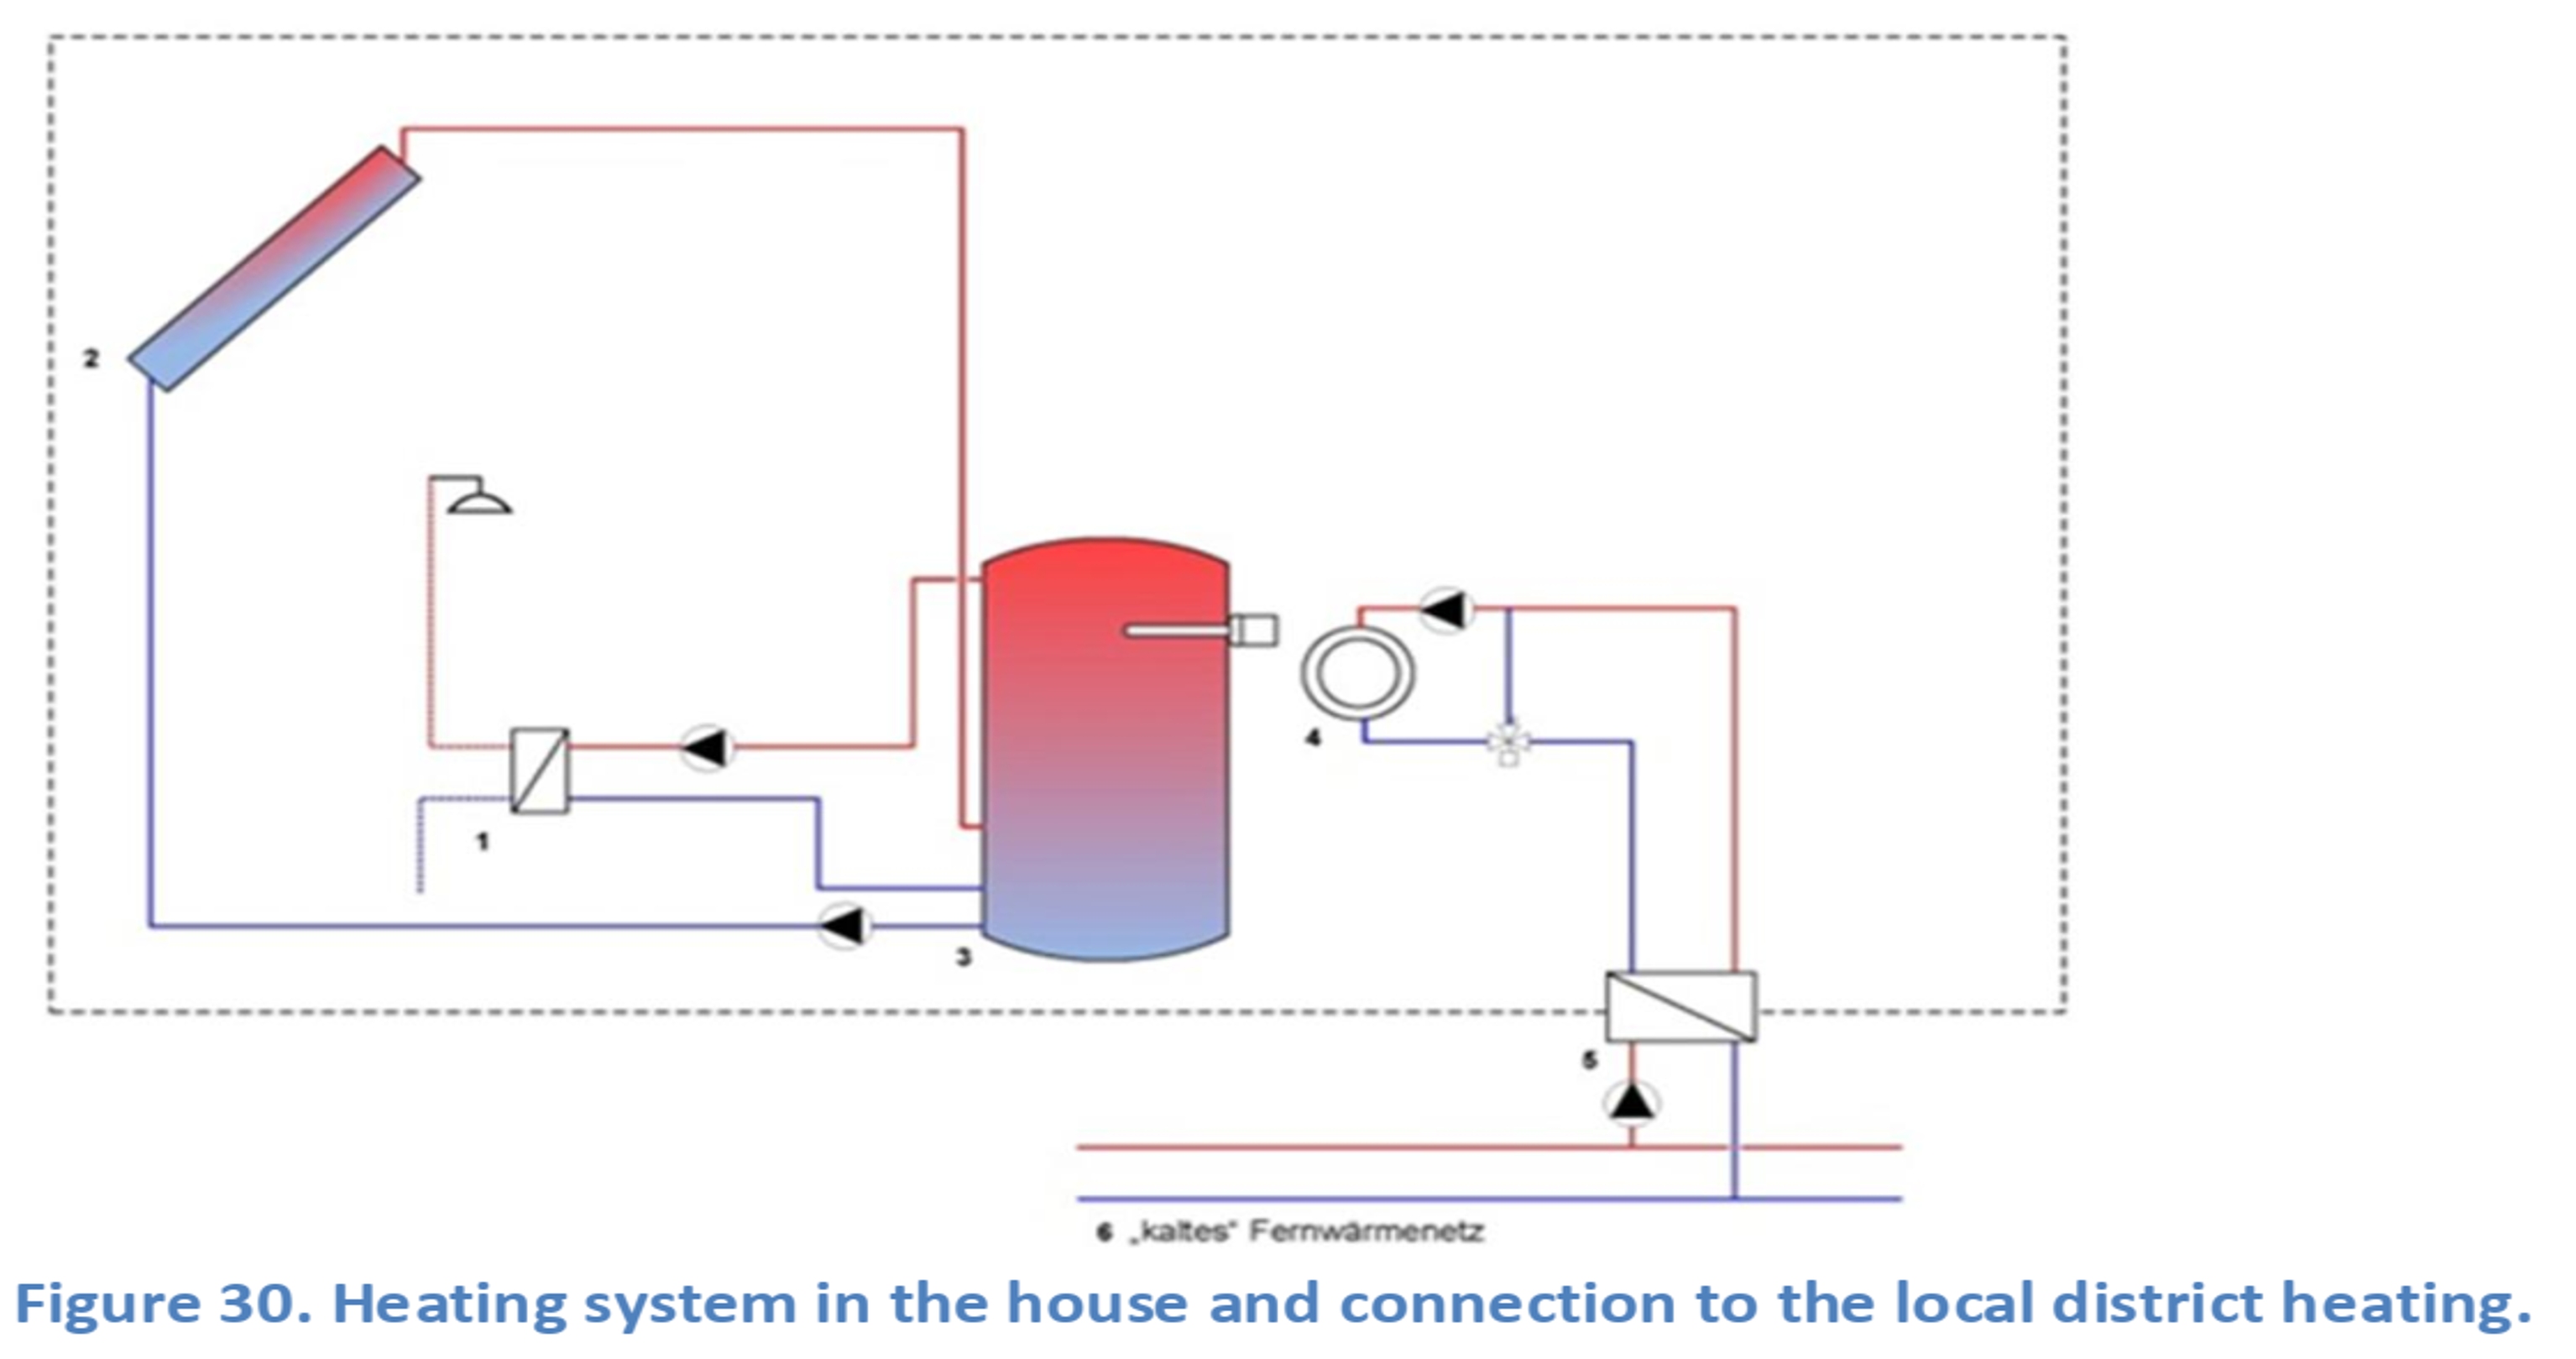 2
1
3
4
5
6 „kaltes“ Fernwärmenetz
Figure 30. Heating system in the house and connection to the local district heating.